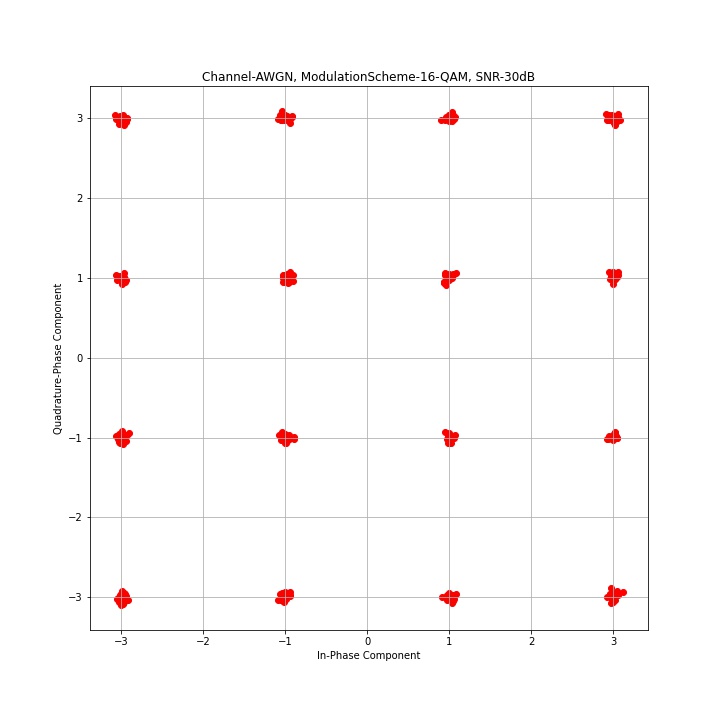 Channel-AWGN, ModulationScheme-16-QAM, SNR-30dB
3
2
1
0
−1
−2
−3
Quadrature-Phase Component
−3 −2 −1 0 1 2 3
In-Phase Component